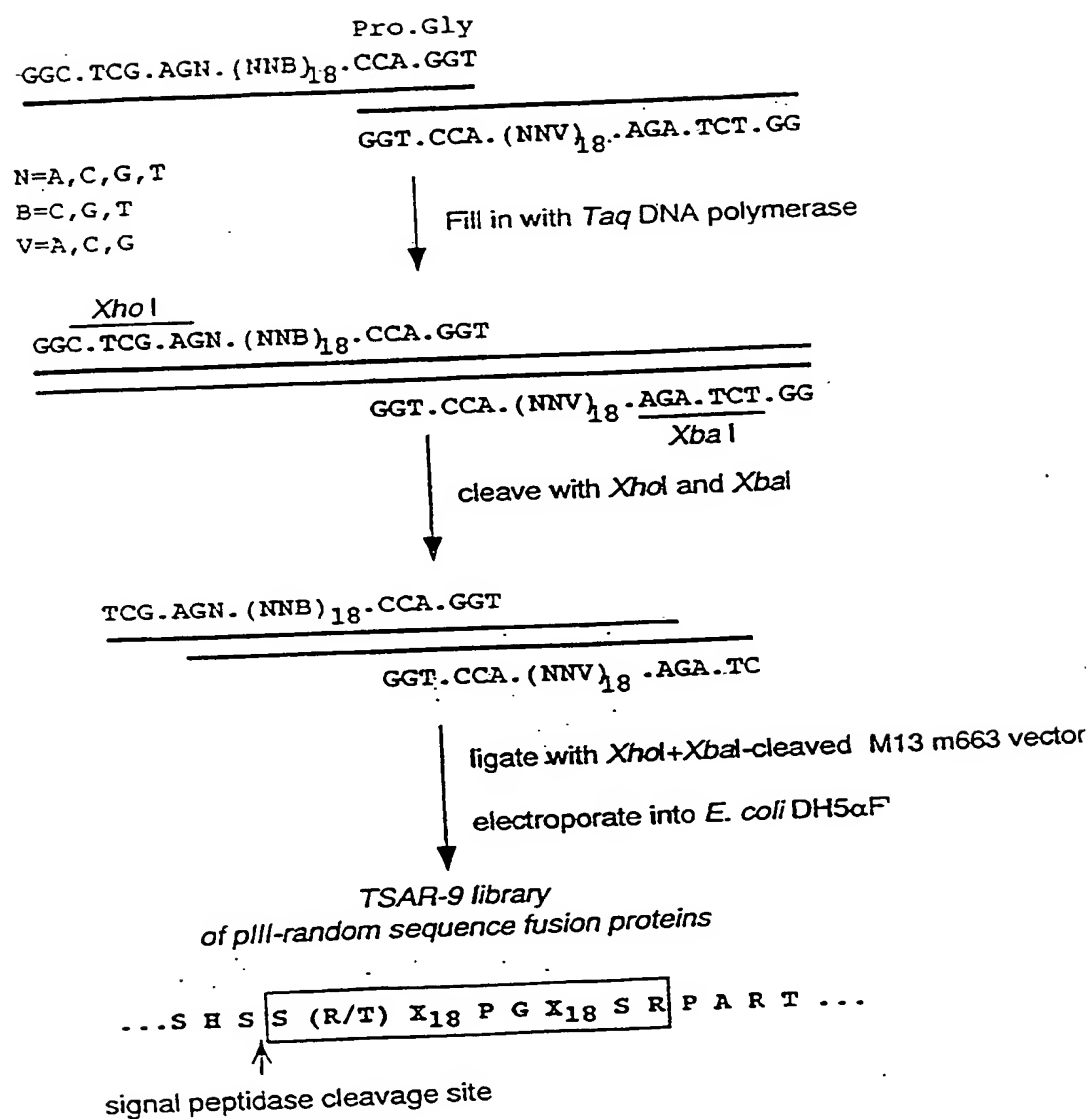 Pro.Gly
GGC.TCG.AGN.(NNB)18.CCA.GGT
GGT.CCA.(NNV)18.AGA.TCT.GG
N=A,C,G,T
B=C,G,T
V=A,C,G
Fill in with Taq DNA polymerase
Xho I
GGC.TCG.AGN.(NNB)18.CCA.GGT
GGT.CCA.(NNV)18.AGA.TCT.GG
Xba I
cleave with XhoI and XbaI
TCG.AGN.(NNB)18.CCA.GGT
GGT.CCA.(NNV)18.AGA.TC
ligate with XhoI+XbaI-cleaved M13 m663 vector
electroporate into E. coli DH5αF'
TSAR-9 library
of pIII-random sequence fusion proteins
...S H S S (R/T) X18 P G X18 S R P A R T ...
signal peptidase cleavage site